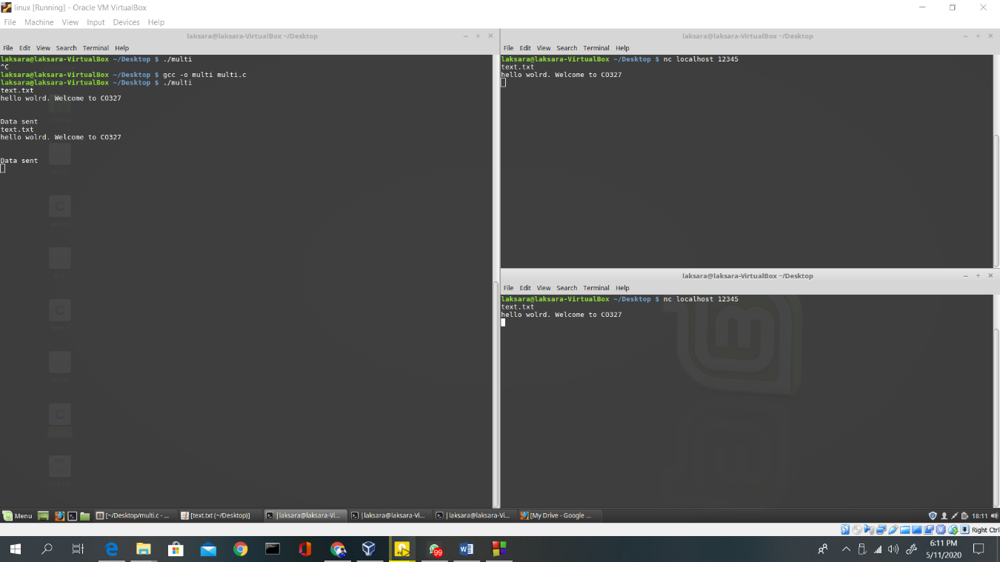 linux [Running] - Oracle VM VirtualBox
File Machine View Input Devices Help
laksara@laksara-VirtualBox ~/Desktop
File Edit View Search Terminal Help
laksara@laksara-VirtualBox ~/Desktop $ ./multi
^C
laksara@laksara-VirtualBox ~/Desktop $ gcc -o multi multi.c
laksara@laksara-VirtualBox ~/Desktop $ ./multi
text.txt
hello wolrd. Welcome to CO327
Data sent
text.txt
hello wolrd. Welcome to CO327
Data sent
laksara@laksara-VirtualBox ~/Desktop
File Edit View Search Terminal Help
laksara@laksara-VirtualBox ~/Desktop $ nc localhost 12345
text.txt
hello wolrd. Welcome to CO327
laksara@laksara-VirtualBox ~/Desktop
File Edit View Search Terminal Help
laksara@laksara-VirtualBox ~/Desktop $ nc localhost 12345
text.txt
hello wolrd. Welcome to CO327
Menu [~/Desktop/multi.c - ... [text.txt (~/Desktop)] laksara@laksara-Vi... laksara@laksara-Vi... laksara@laksara-Vi... [My Drive - Google ... 18:11
Right Ctrl
99
6:11 PM
5/11/2020